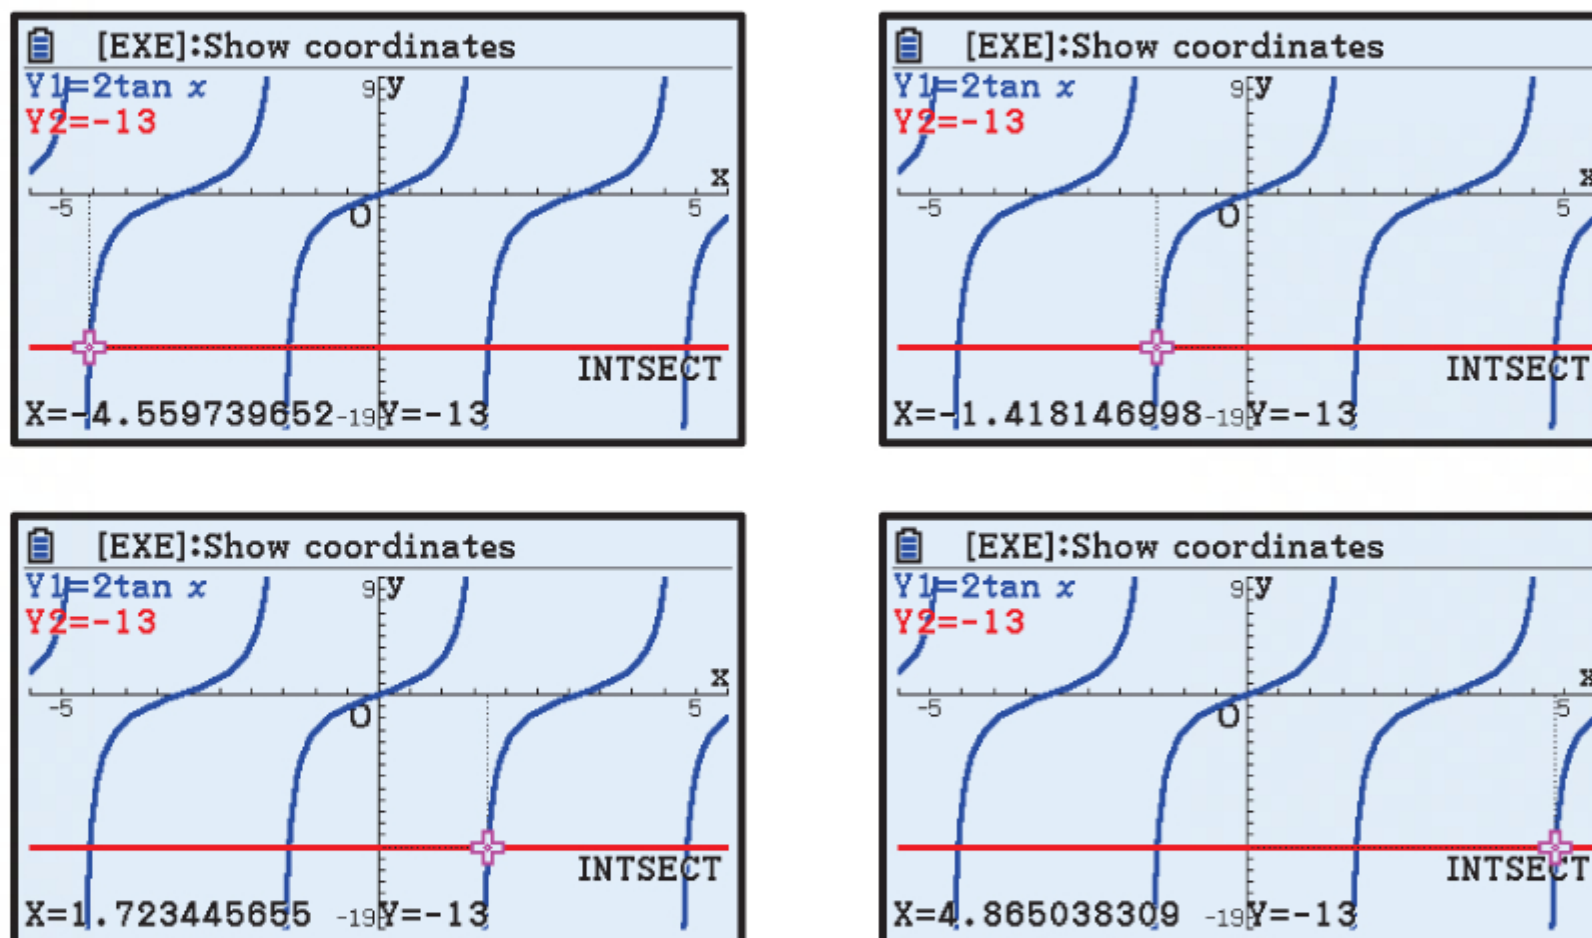 [EXE]:Show coordinates
Y1=2tan x
Y2=-13
9 y
x
-5 O 5
INTSECT
X=-4.559739652 -19 Y=-13
[EXE]:Show coordinates
Y1=2tan x
Y2=-13
9 y
x
-5 O 5
INTSECT
X=-1.418146998 -19 Y=-13
[EXE]:Show coordinates
Y1=2tan x
Y2=-13
9 y
x
-5 O 5
INTSECT
X=1.723445655 -19 Y=-13
[EXE]:Show coordinates
Y1=2tan x
Y2=-13
9 y
x
-5 O 5
INTSECT
X=4.865038309 -19 Y=-13